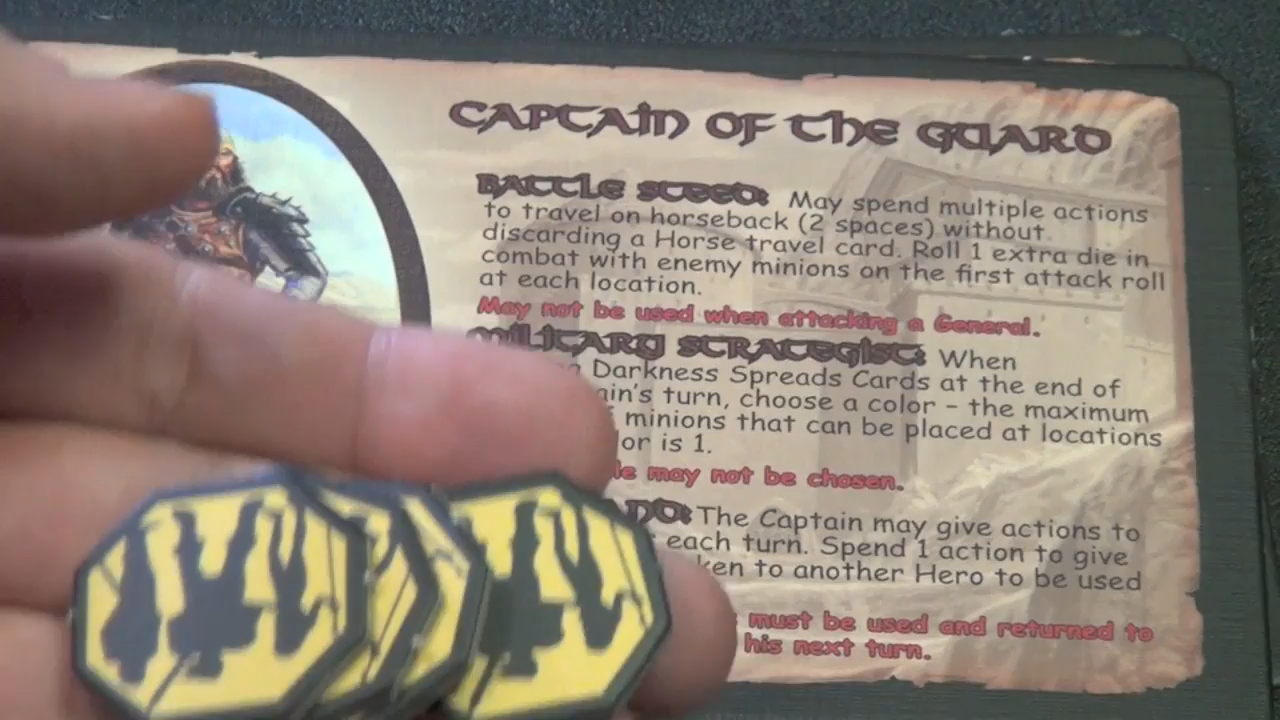 CAPTAIN OF THE GUARD
BATTLE STEED: May spend multiple actions
to travel on horseback (2 spaces) without
discarding a Horse travel card. Roll 1 extra die in
combat with enemy minions on the first attack roll
at each location.
May not be used when attacking a General.
MILITARY STRATEGIST: When
Darkness Spreads Cards at the end of
turn, choose a color – the maximum
minions that can be placed at locations
is 1.
may not be chosen.
The Captain may give actions to
each turn. Spend 1 action to give
to another Hero to be used
must be used and returned to
his next turn.